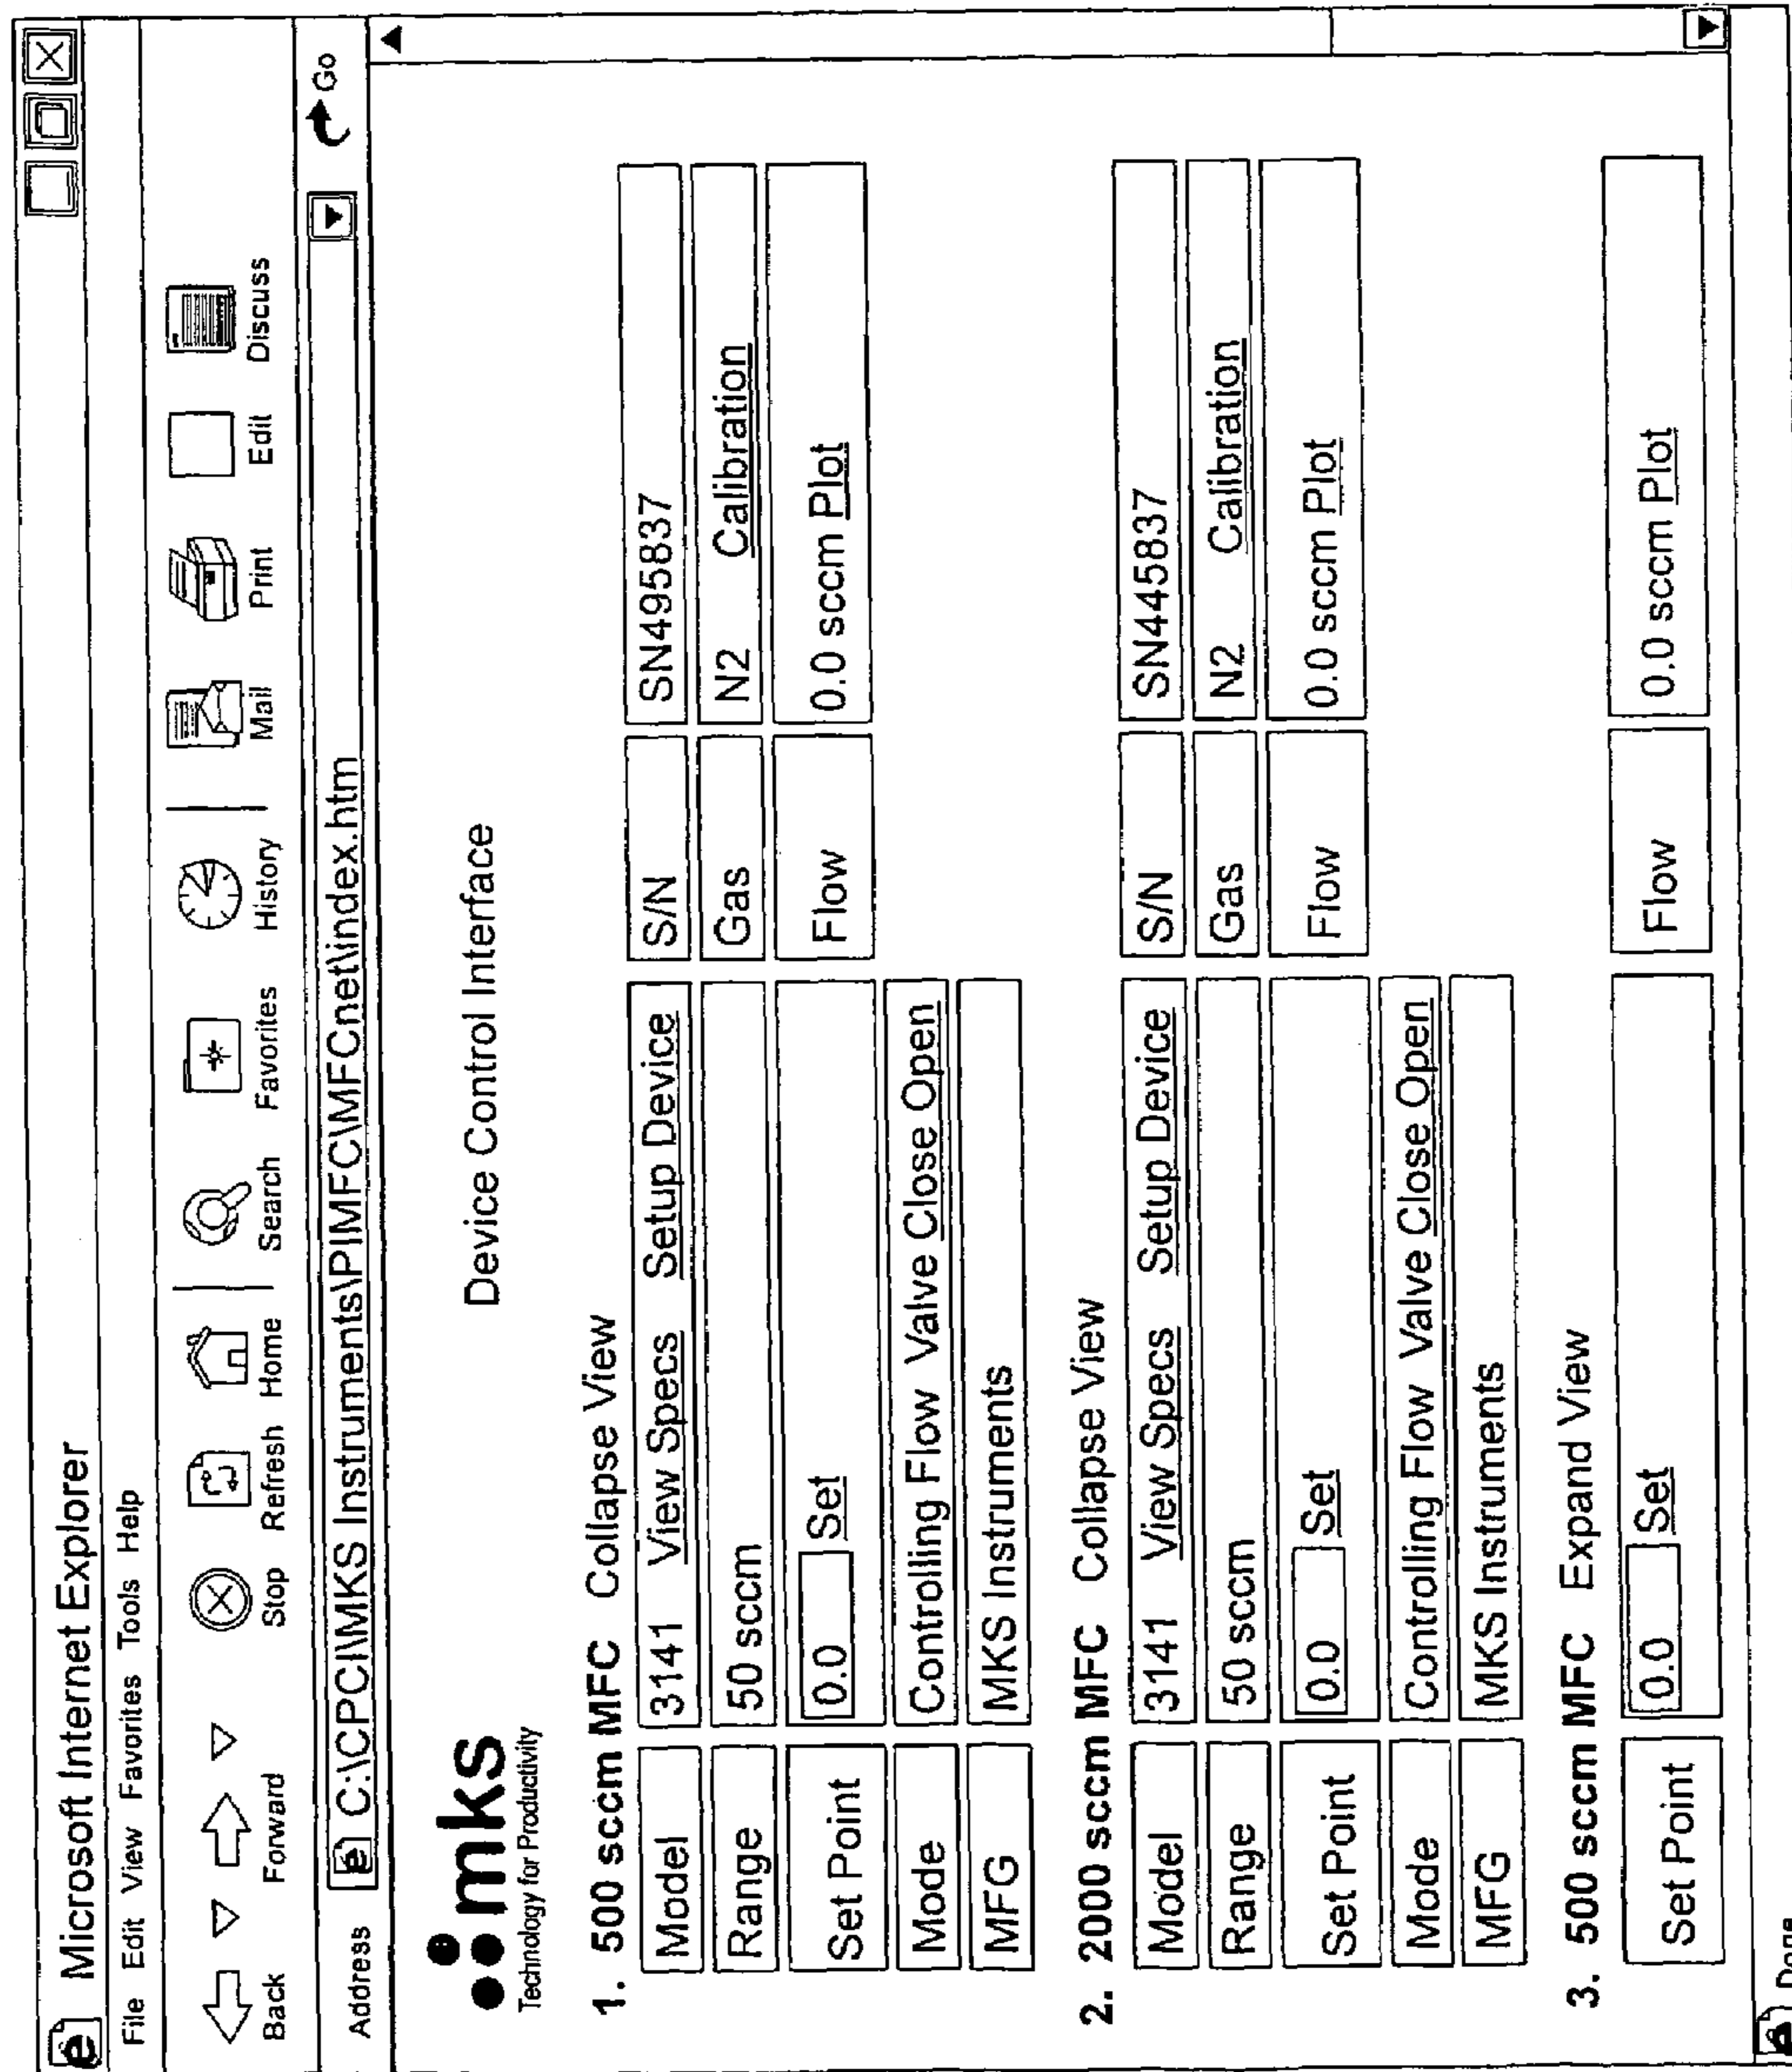 Microsoft Internet Explorer
File Edit View Favorites Tools Help
Back Forward Stop Refresh Home Search Favorites History Mail Print Edit Discuss
Address C:\CPCI\MKS Instruments\PIMFC\MFCnet\index.htm Go
mks
Technology for Productivity
Device Control Interface
1. 500 sccm MFC Collapse View
Model 3141 View Specs Setup Device S/N SN495837
Range 50 sccm Gas N2 Calibration
Set Point 0.0 Set Flow 0.0 sccm Plot
Mode Controlling Flow Valve Close Open
MFG MKS Instruments
2. 2000 sccm MFC Collapse View
Model 3141 View Specs Setup Device S/N SN445837
Range 50 sccm Gas N2 Calibration
Set Point 0.0 Set Flow 0.0 sccm Plot
Mode Controlling Flow Valve Close Open
MFG MKS Instruments
3. 500 sccm MFC Expand View
Set Point 0.0 Set Flow 0.0 sccm Plot
Done